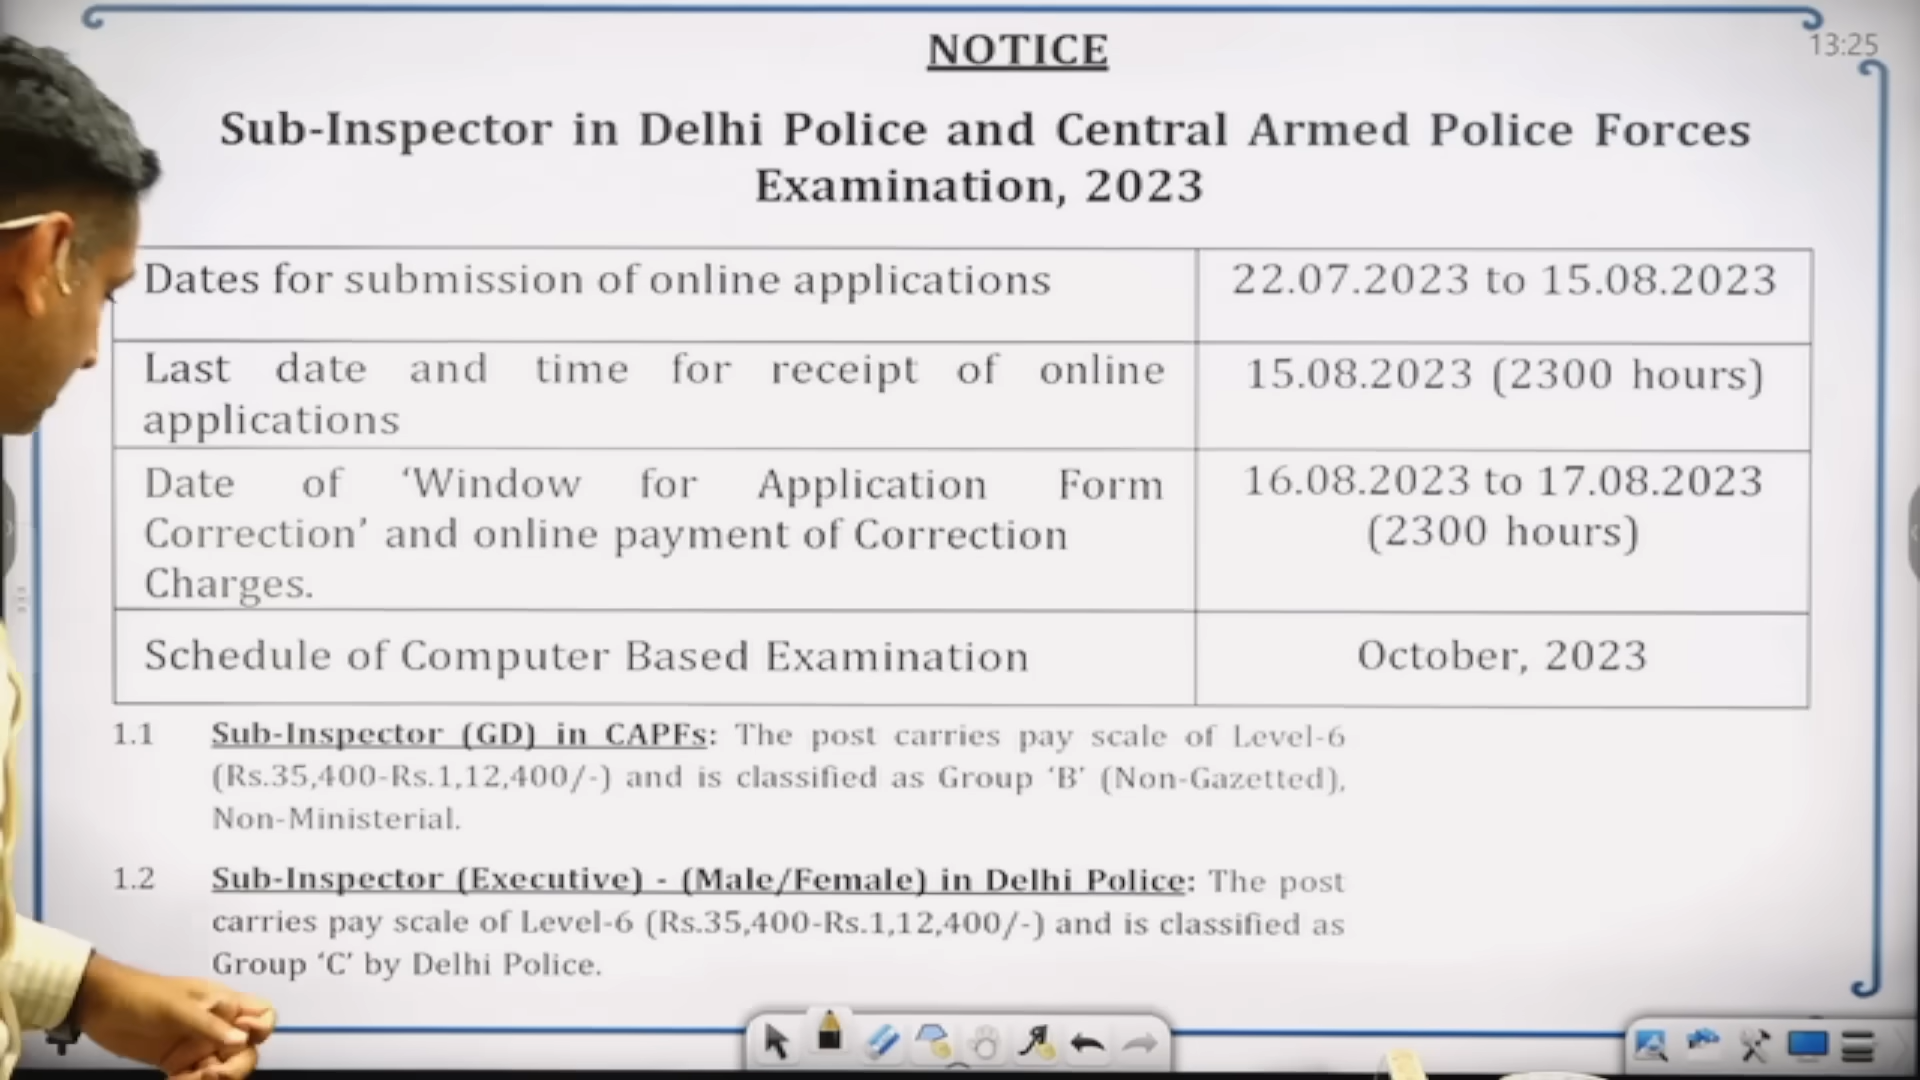 NOTICE
13:25
Sub-Inspector in Delhi Police and Central Armed Police Forces
Examination, 2023
Dates for submission of online applications
22.07.2023 to 15.08.2023
Last date and time for receipt of online
applications
15.08.2023 (2300 hours)
Date of ‘Window for Application Form
Correction’ and online payment of Correction
Charges.
16.08.2023 to 17.08.2023
(2300 hours)
Schedule of Computer Based Examination
October, 2023
1.1 Sub-Inspector (GD) in CAPFs: The post carries pay scale of Level-6
(Rs.35,400-Rs.1,12,400/-) and is classified as Group ‘B’ (Non-Gazetted),
Non-Ministerial.
1.2 Sub-Inspector (Executive) - (Male/Female) in Delhi Police: The post
carries pay scale of Level-6 (Rs.35,400-Rs.1,12,400/-) and is classified as
Group ‘C’ by Delhi Police.